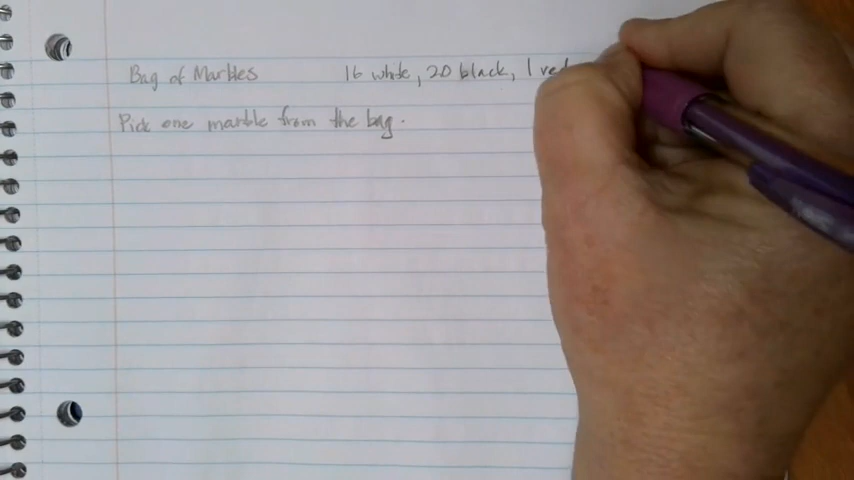 Bag of Marbles 16 white, 20 black, 1 red
Pick one marble from the bag.